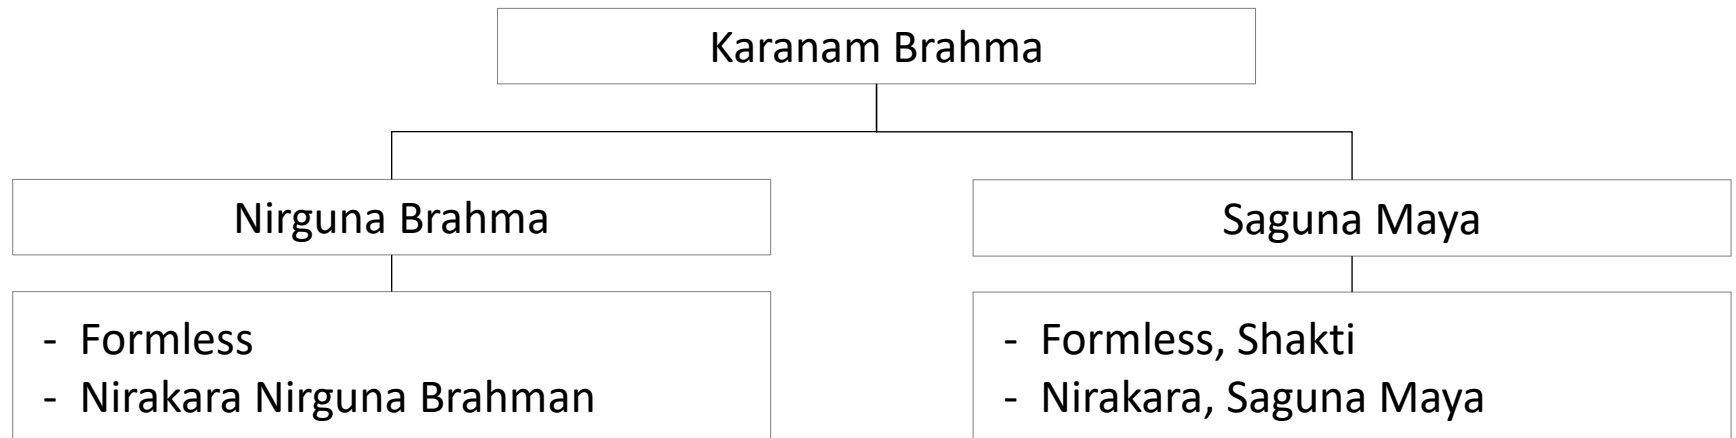 Karanam Brahma
Nirguna Brahma
Saguna Maya
- Formless
- Nirakara Nirguna Brahman
- Formless, Shakti
- Nirakara, Saguna Maya